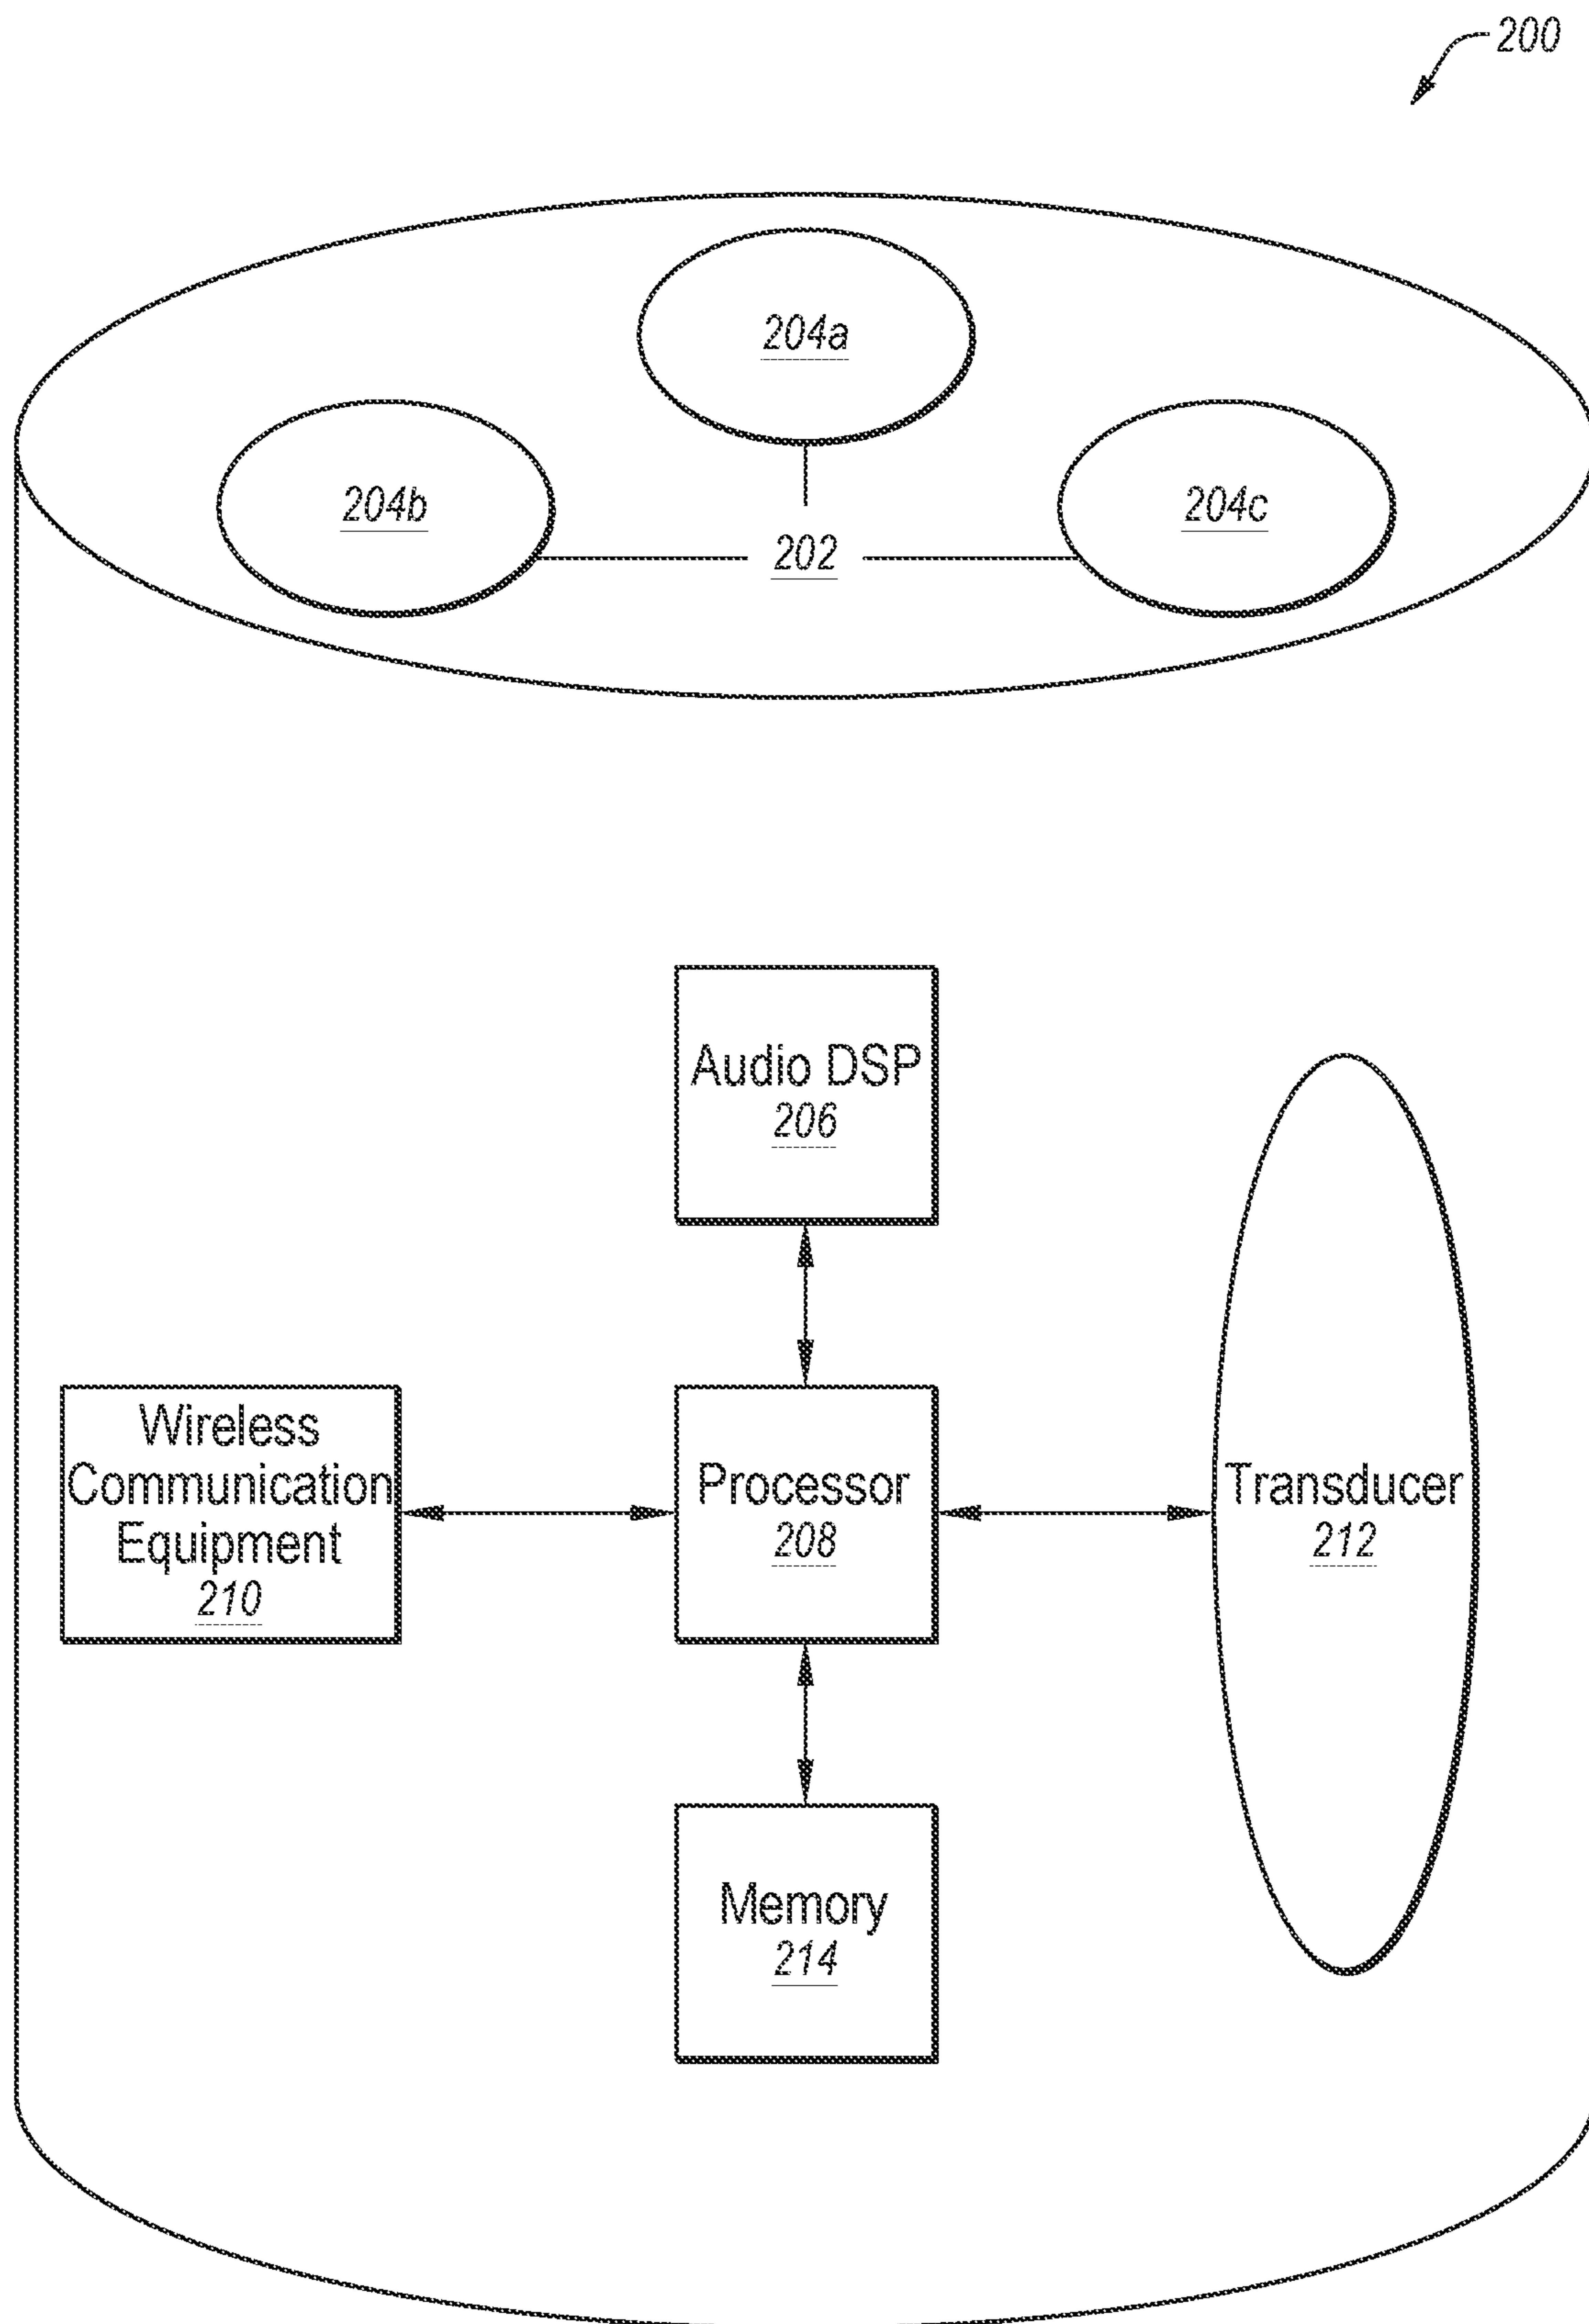 200
204a
204b
204c
202
Audio DSP
206
Wireless
Communication
Equipment
210
Processor
208
Transducer
212
Memory
214